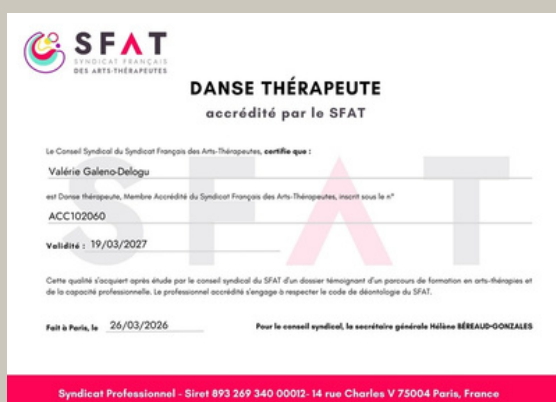 SFAT
SYNDICAT FRANÇAIS
DES ARTS-THÉRAPEUTES
DANSE THÉRAPEUTE
accrédité par le SFAT
Le Conseil Syndical du Syndicat Français des Arts-Thérapeutes, certifie que :
Valérie Galeno-Delogu
est Danse thérapeute, Membre Accrédité du Syndicat Français des Arts-Thérapeutes, inscrit sous le n°
ACC102060
Validité : 19/03/2027
Cette qualité s'acquiert après étude par le conseil syndical du SFAT d'un dossier témoignant d'un parcours de formation en arts-thérapies et
de la capacité professionnelle. Le professionnel accrédité s'engage à respecter le code de déontologie du SFAT.
Fait à Paris, le 26/03/2026 Pour le conseil syndical, la secrétaire générale Hélène BÉREAUD-GONZALES
SFAT
Syndicat Professionnel - Siret 893 269 340 00012- 14 rue Charles V 75004 Paris, France